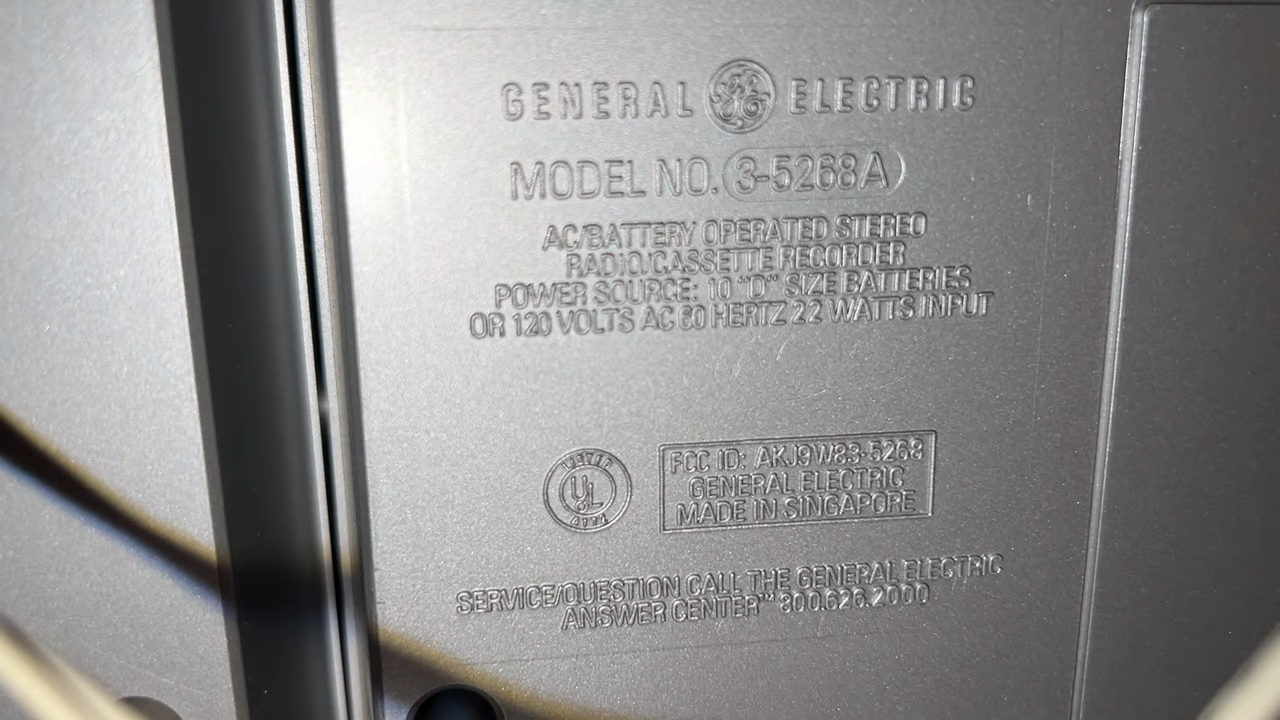 GENERAL GE ELECTRIC
MODEL NO. 3-5268A
AC/BATTERY OPERATED STEREO
RADIO/CASSETTE RECORDER
POWER SOURCE: 10 "D" SIZE BATTERIES
OR 120 VOLTS AC 60 HERTZ 22 WATTS INPUT
LISTED
UL
FCC ID: AKJ9W83-5268
GENERAL ELECTRIC
MADE IN SINGAPORE
SERVICE/QUESTION CALL THE GENERAL ELECTRIC
ANSWER CENTER™ 800.626.2000